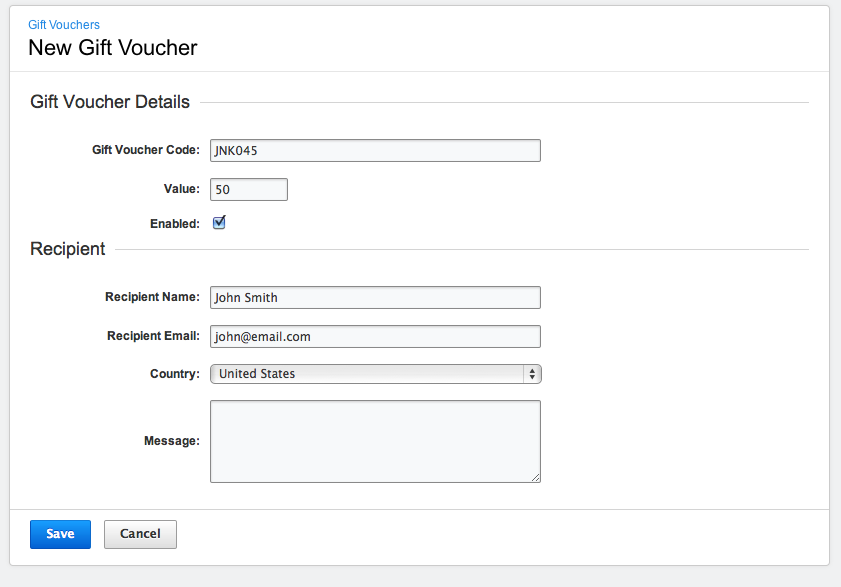 Gift Vouchers
New Gift Voucher
Gift Voucher Details
Gift Voucher Code: JNK045
Value: 50
Enabled:
Recipient
Recipient Name: John Smith
Recipient Email: john@email.com
Country: United States
Message:
Save Cancel